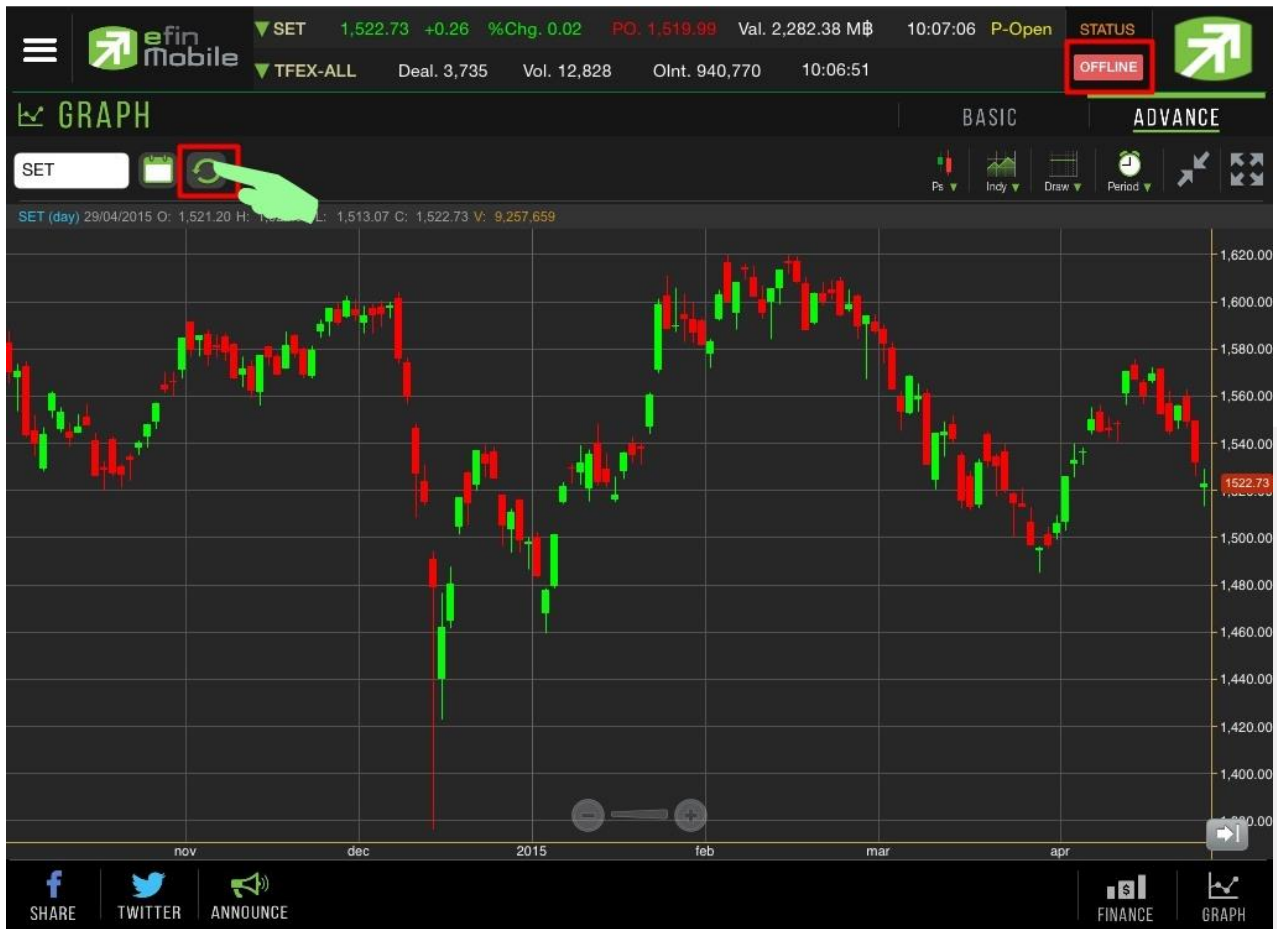 efin Mobile
▼ SET 1,522.73 +0.26 %Chg. 0.02 PO. 1,519.99 Val. 2,282.38 M฿ 10:07:06 P-Open STATUS
▼ TFEX-ALL Deal. 3,735 Vol. 12,828 OInt. 940,770 10:06:51 OFFLINE
GRAPH BASIC ADVANCE
SET Ps ▼ Indy ▼ Draw ▼ Period ▼
SET (day) 29/04/2015 O: 1,521.20 H: L: 1,513.07 C: 1,522.73 V: 9,257,659
1,620.00
1,600.00
1,580.00
1,560.00
1,540.00
1522.73
1,500.00
1,480.00
1,460.00
1,440.00
1,420.00
1,400.00
nov dec 2015 feb mar apr
SHARE TWITTER ANNOUNCE FINANCE GRAPH